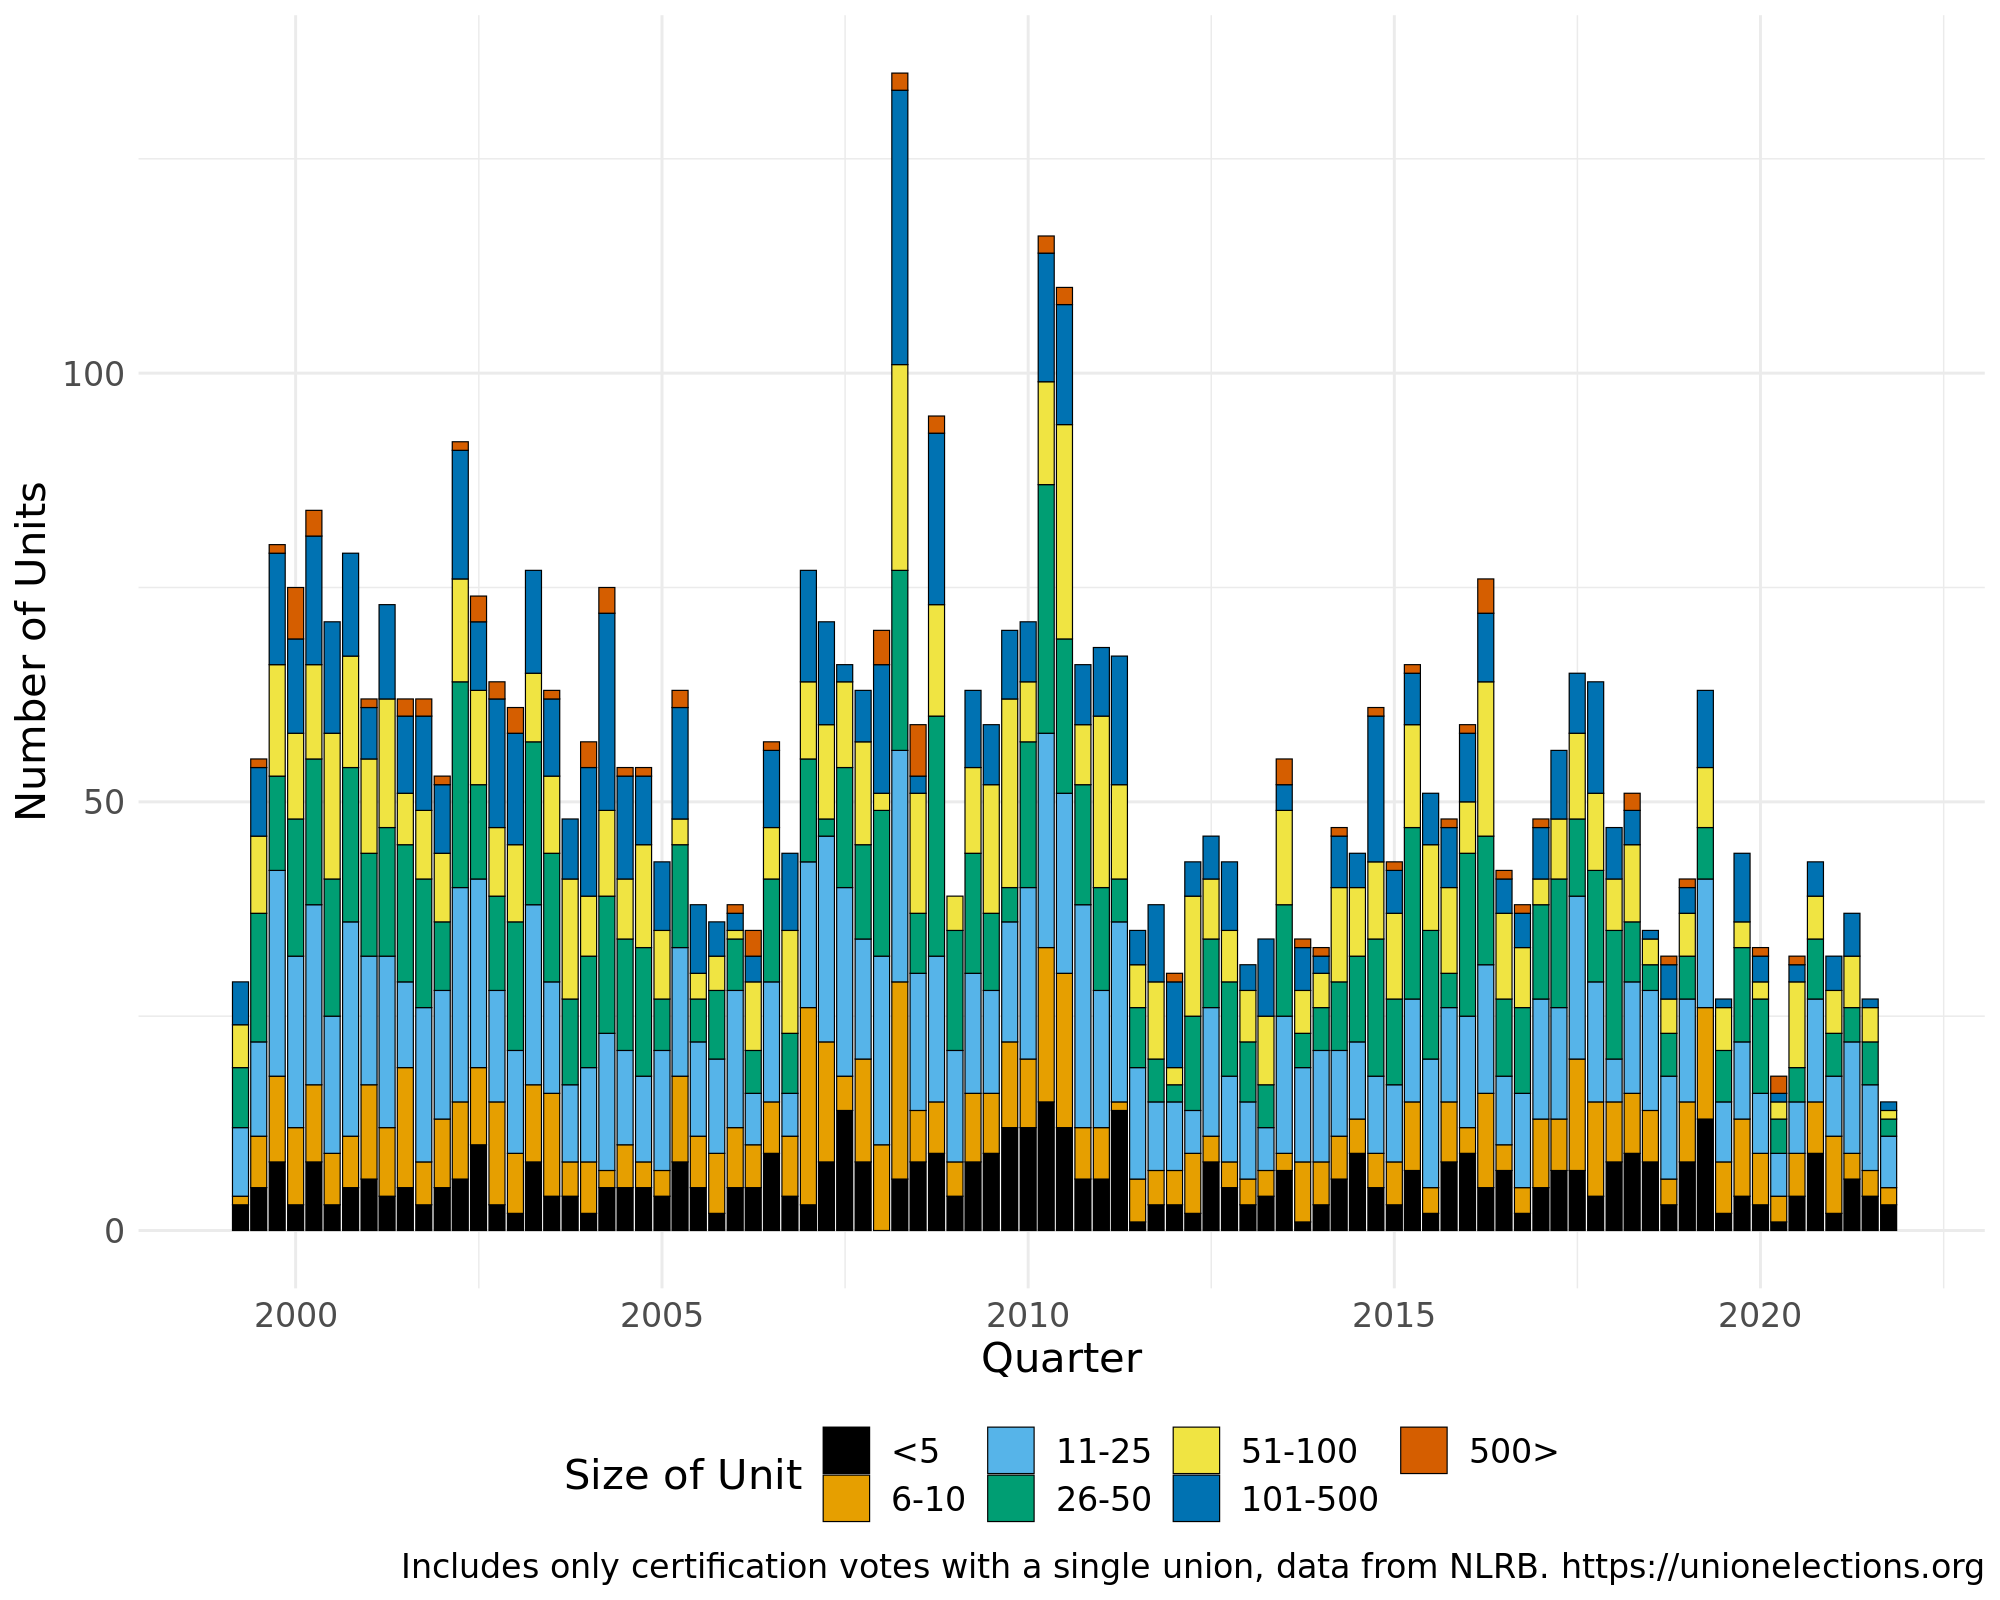 Number of Units
100
50
0
2000 2005 2010 2015 2020
Quarter
Size of Unit
<5 11-25 51-100 500>
6-10 26-50 101-500
Includes only certification votes with a single union, data from NLRB. https://unionelections.org